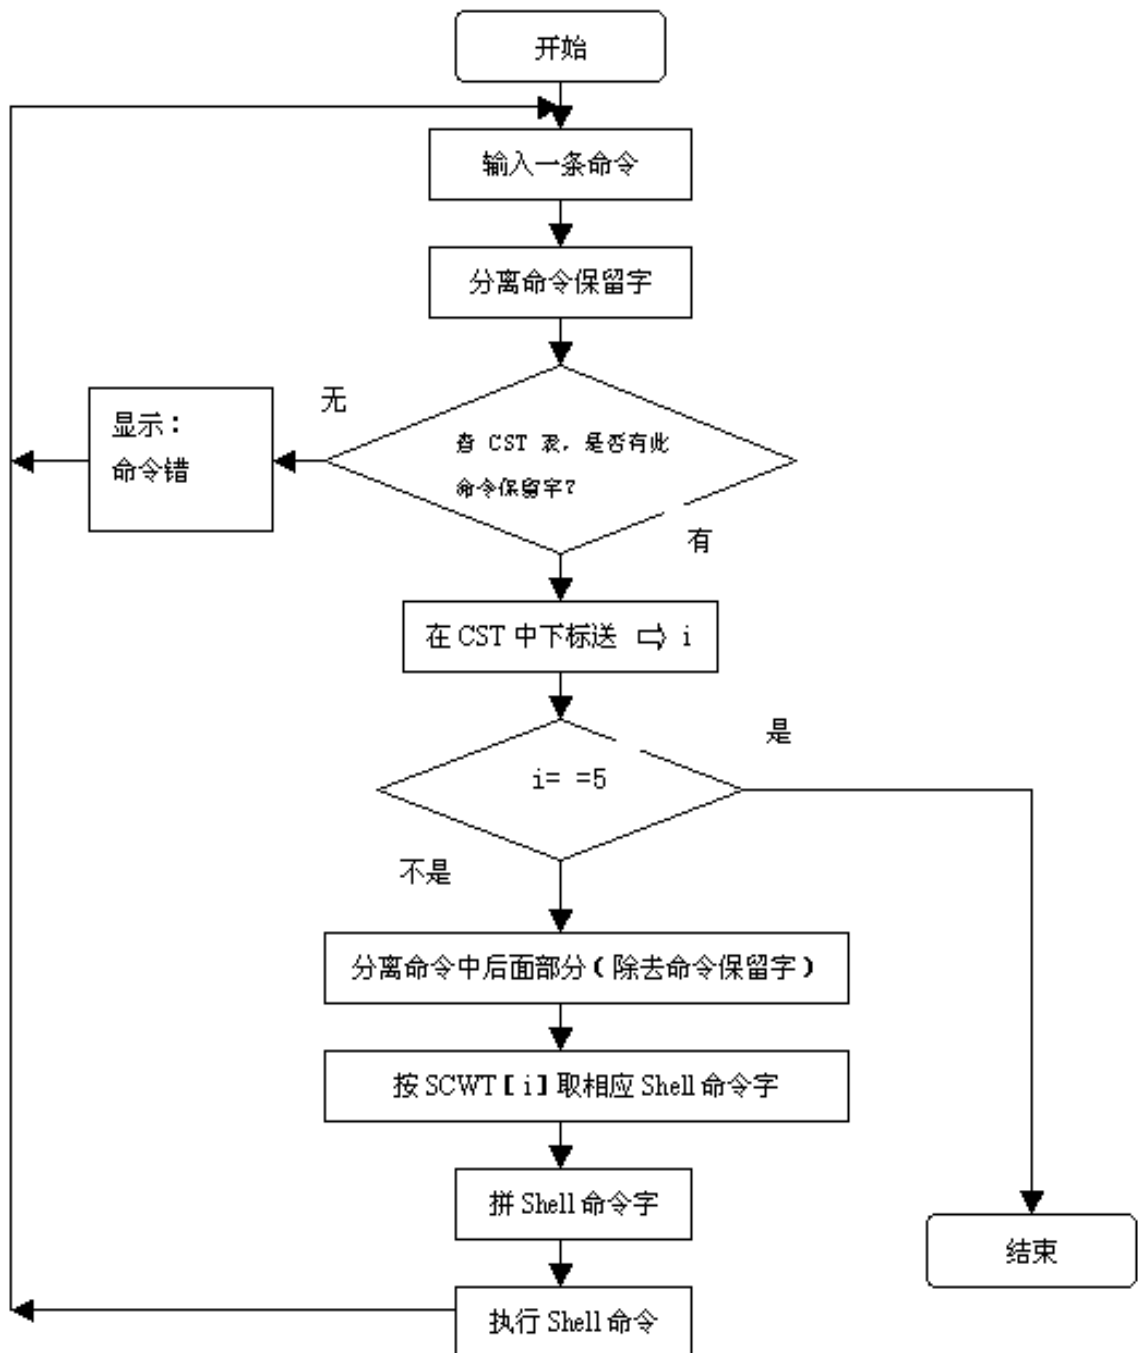 开始
输入一条命令
分离命令保留字
无
显示：
命令错
查 CST 表，是否有此
命令保留字？
有
在 CST 中下标送 ⇨ i
是
i= =5
不是
分离命令中后面部分（除去命令保留字）
按 SCWT【i】取相应 Shell 命令字
拼 Shell 命令字
结束
执行 Shell 命令